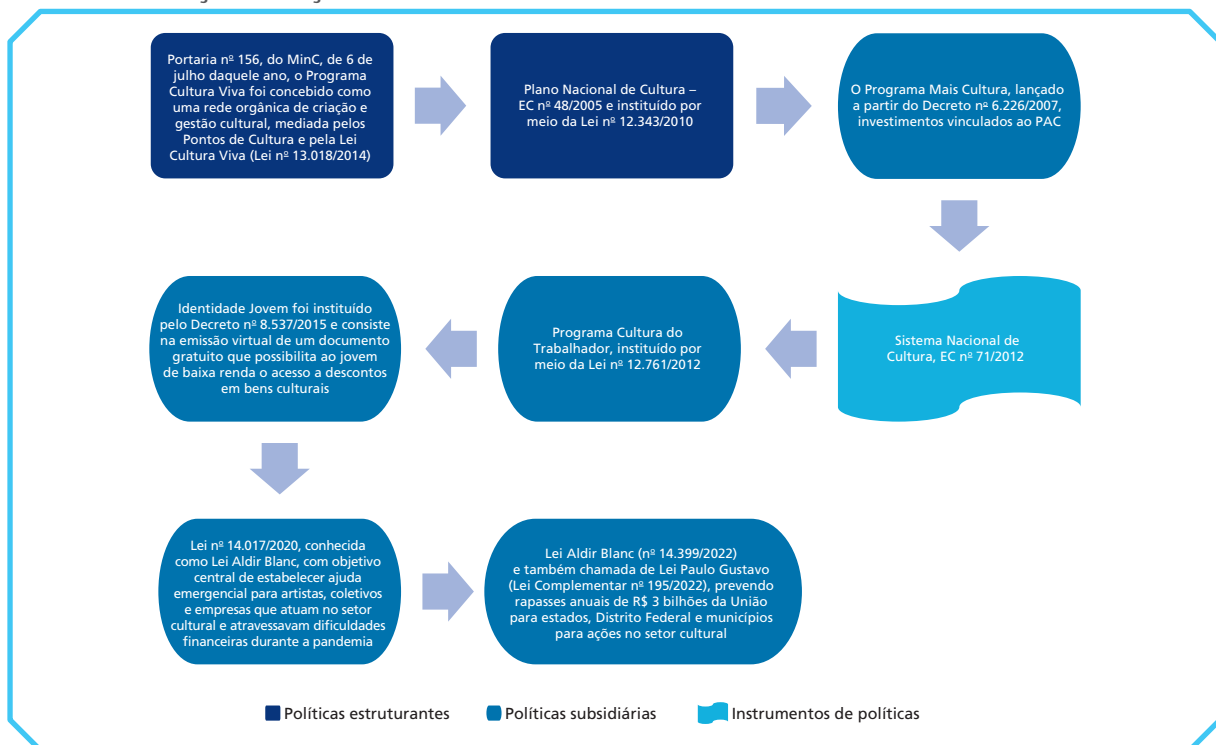 Portaria nº 156, do MinC, de 6 de
julho daquele ano, o Programa
Cultura Viva foi concebido como
uma rede orgânica de criação e
gestão cultural, mediada pelos
Pontos de Cultura e pela Lei
Cultura Viva (Lei nº 13.018/2014)
Plano Nacional de Cultura –
EC nº 48/2005 e instituído por
meio da Lei nº 12.343/2010
O Programa Mais Cultura, lançado
a partir do Decreto nº 6.226/2007,
investimentos vinculados ao PAC
Sistema Nacional de
Cultura, EC nº 71/2012
Programa Cultura do
Trabalhador, instituído por
meio da Lei nº 12.761/2012
Identidade Jovem foi instituído
pelo Decreto nº 8.537/2015 e consiste
na emissão virtual de um documento
gratuito que possibilita ao jovem
de baixa renda o acesso a descontos
em bens culturais
Lei nº 14.017/2020, conhecida
como Lei Aldir Blanc, com objetivo
central de estabelecer ajuda
emergencial para artistas, coletivos
e empresas que atuam no setor
cultural e atravessavam dificuldades
financeiras durante a pandemia
Lei Aldir Blanc (nº 14.399/2022)
e também chamada de Lei Paulo Gustavo
(Lei Complementar nº 195/2022), prevendo
rapasses anuais de R$ 3 bilhões da União
para estados, Distrito Federal e municípios
para ações no setor cultural
Políticas estruturantes
Políticas subsidiárias
Instrumentos de políticas